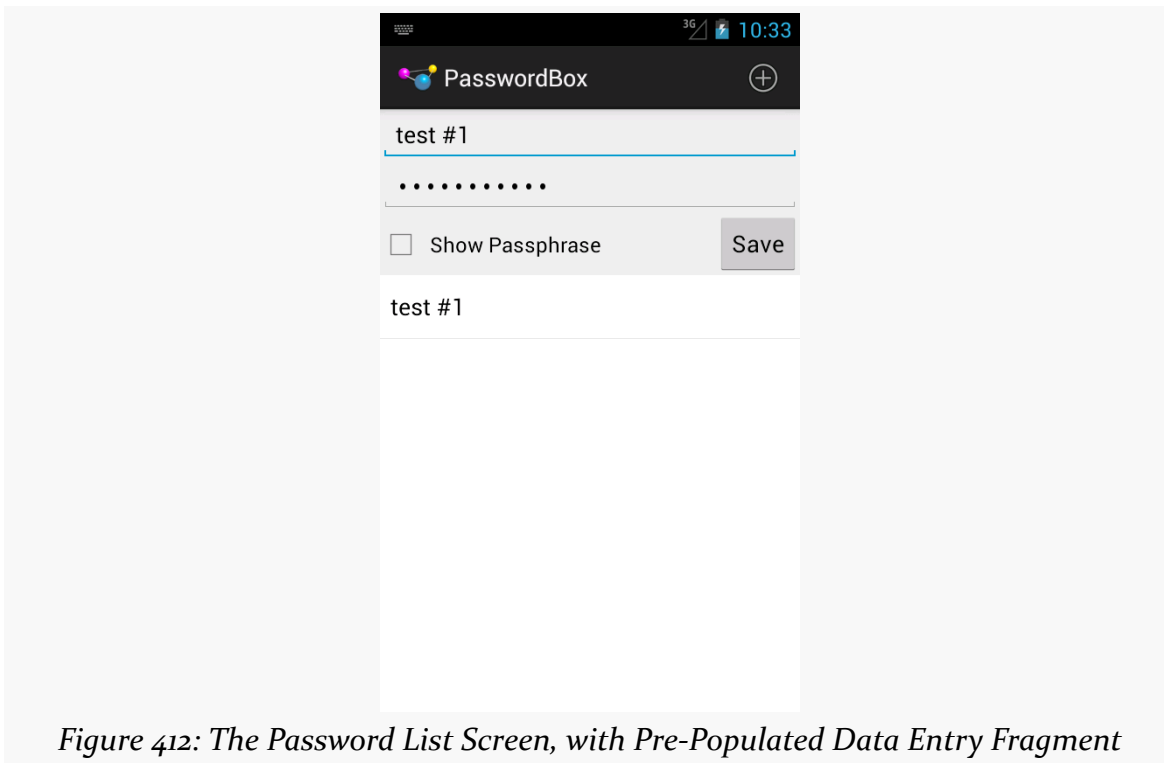 3G 10:33
PasswordBox
test #1
•••••••••••
Show Passphrase Save
test #1
Figure 412: The Password List Screen, with Pre-Populated Data Entry Fragment